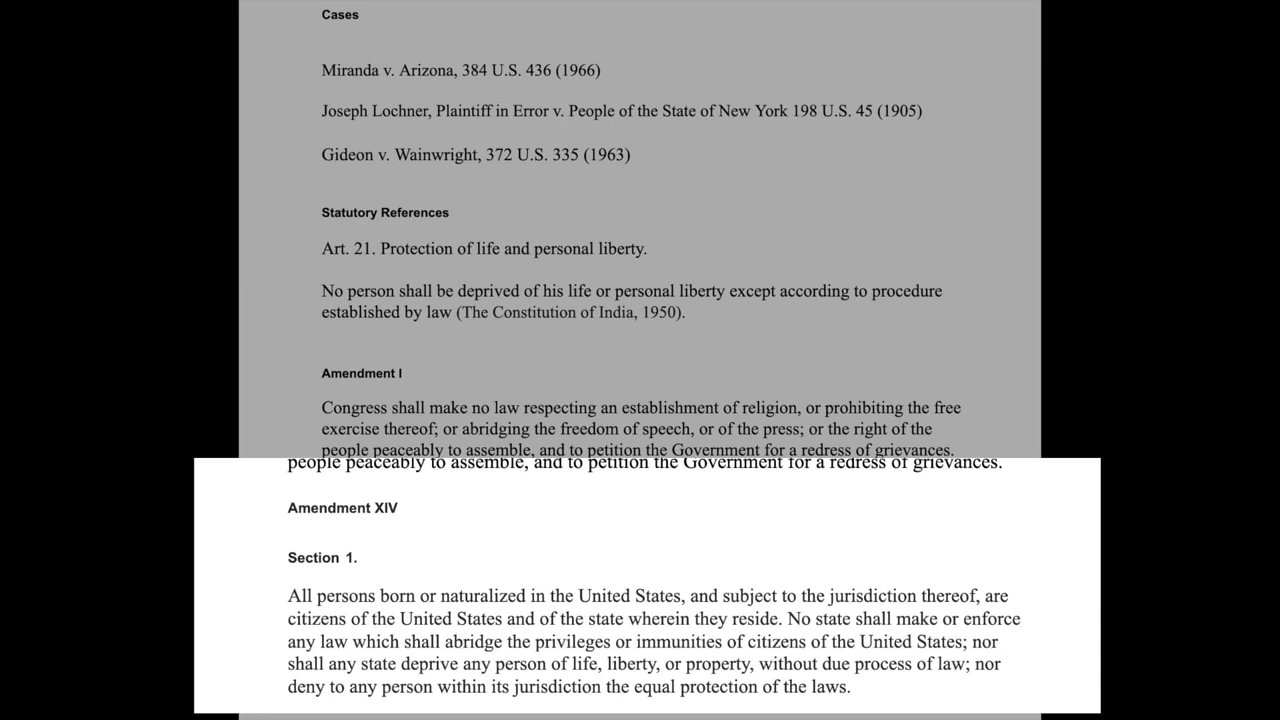 Cases
Miranda v. Arizona, 384 U.S. 436 (1966)
Joseph Lochner, Plaintiff in Error v. People of the State of New York 198 U.S. 45 (1905)
Gideon v. Wainwright, 372 U.S. 335 (1963)
Statutory References
Art. 21. Protection of life and personal liberty.
No person shall be deprived of his life or personal liberty except according to procedure
established by law (The Constitution of India, 1950).
Amendment I
Congress shall make no law respecting an establishment of religion, or prohibiting the free
exercise thereof; or abridging the freedom of speech, or of the press; or the right of the
people peaceably to assemble, and to petition the Government for a redress of grievances.
people peaceably to assemble, and to petition the Government for a redress of grievances.
Amendment XIV
Section 1.
All persons born or naturalized in the United States, and subject to the jurisdiction thereof, are
citizens of the United States and of the state wherein they reside. No state shall make or enforce
any law which shall abridge the privileges or immunities of citizens of the United States; nor
shall any state deprive any person of life, liberty, or property, without due process of law; nor
deny to any person within its jurisdiction the equal protection of the laws.